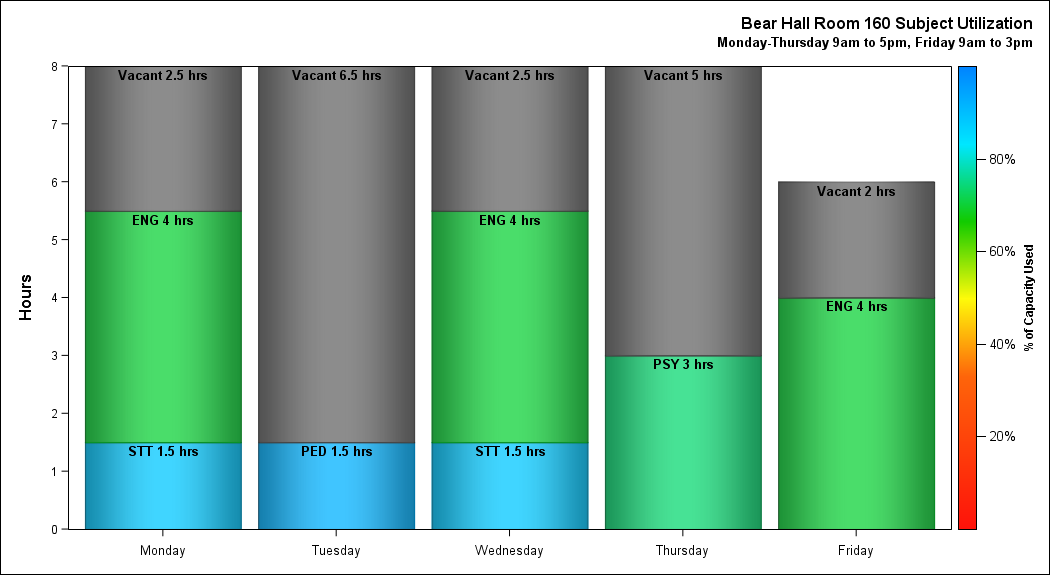 Bear Hall Room 160 Subject Utilization
Monday-Thursday 9am to 5pm, Friday 9am to 3pm
Hours
8
7
6
5
4
3
2
1
0
Vacant 2.5 hrs
ENG 4 hrs
STT 1.5 hrs
Vacant 6.5 hrs
PED 1.5 hrs
Vacant 2.5 hrs
ENG 4 hrs
STT 1.5 hrs
Vacant 5 hrs
PSY 3 hrs
Vacant 2 hrs
ENG 4 hrs
Monday
Tuesday
Wednesday
Thursday
Friday
80%
60%
40%
20%
% of Capacity Used